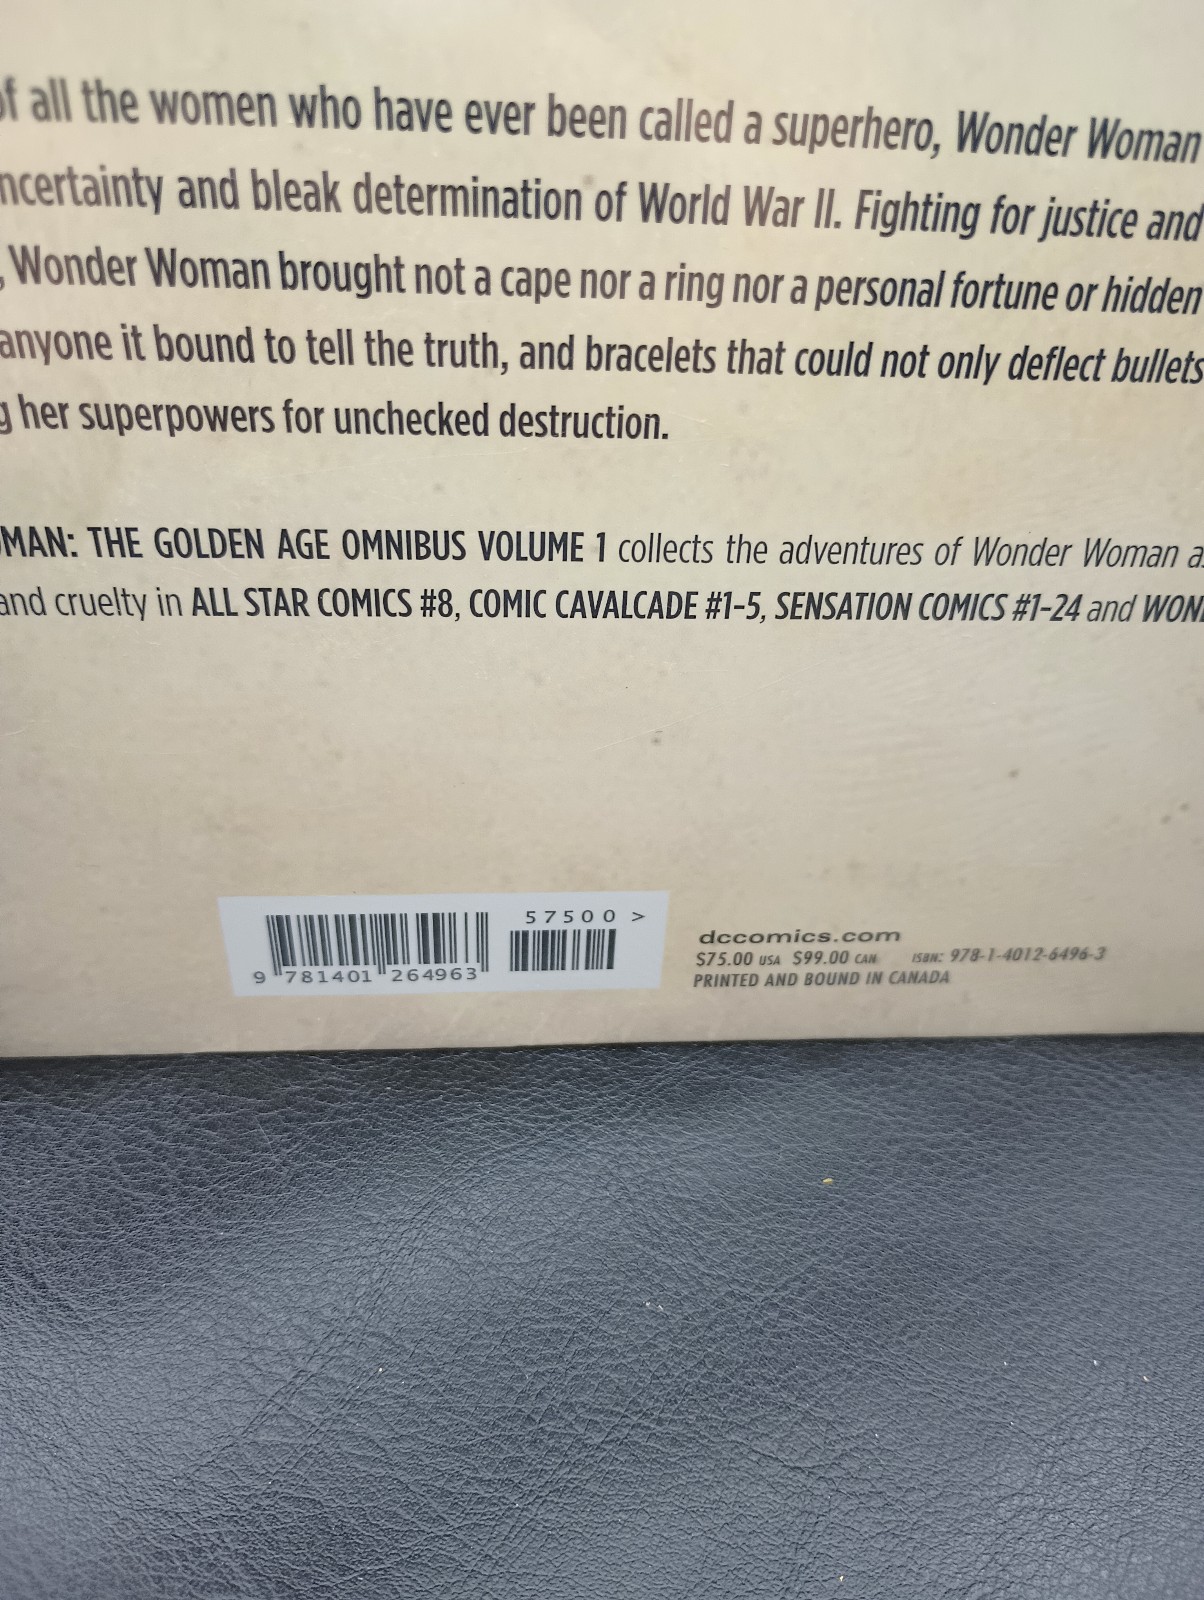 of all the women who have ever been called a superhero, Wonder Woman
ncertainty and bleak determination of World War II. Fighting for justice and
, Wonder Woman brought not a cape nor a ring nor a personal fortune or hidden
anyone it bound to tell the truth, and bracelets that could not only deflect bullets
g her superpowers for unchecked destruction.
MAN: THE GOLDEN AGE OMNIBUS VOLUME 1 collects the adventures of Wonder Woman a
and cruelty in ALL STAR COMICS #8, COMIC CAVALCADE #1-5, SENSATION COMICS #1-24 and WON
57500 >
9 781401 264963
dccomics.com
$75.00 USA $99.00 CAN ISBN: 978-1-4012-6496-3
PRINTED AND BOUND IN CANADA